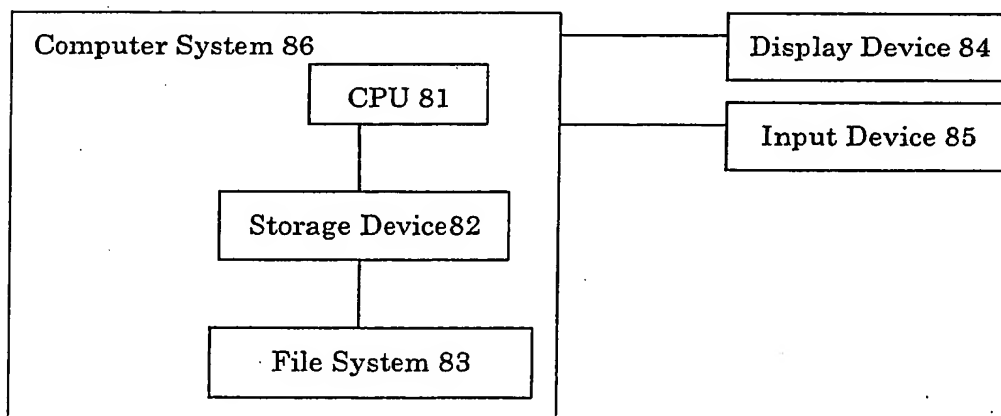 Computer System 86
CPU 81
Storage Device82
File System 83
Display Device 84
Input Device 85